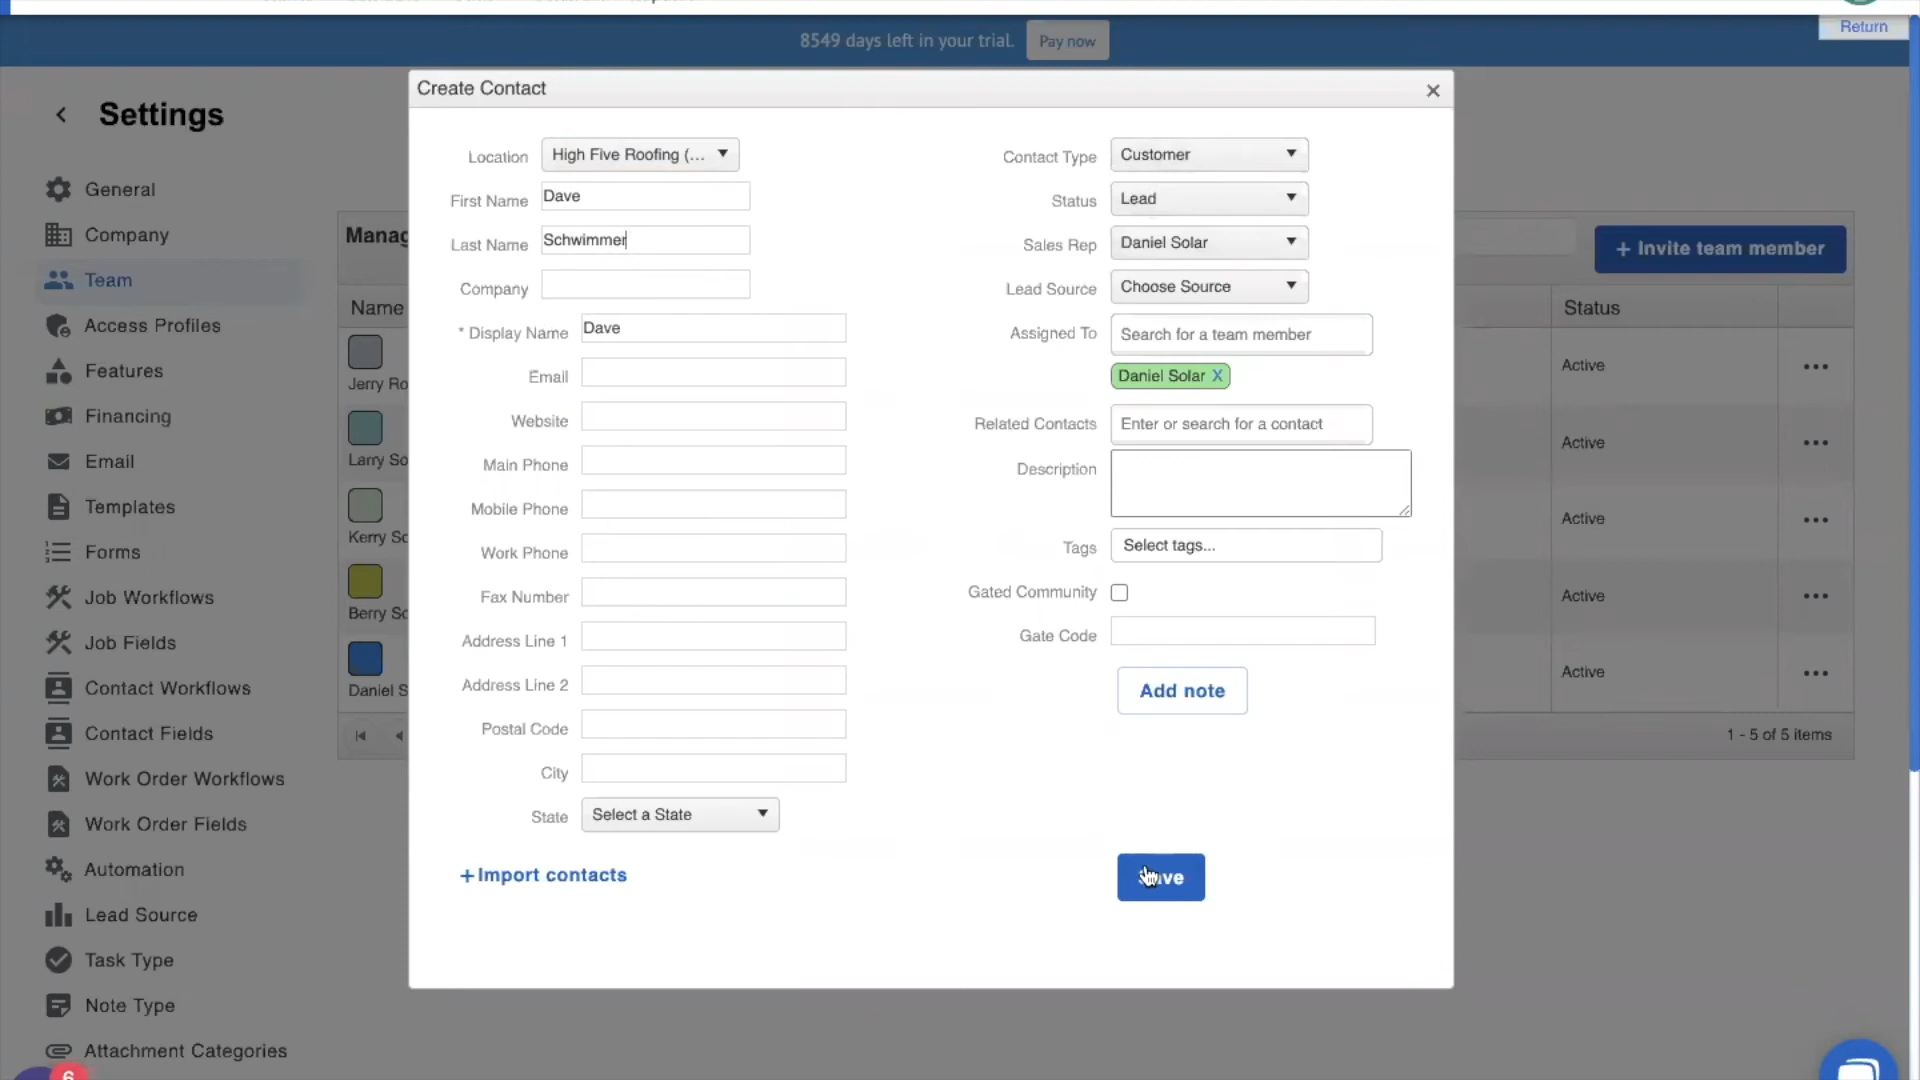 8549 days left in your trial.
Pay now
Return
Create Contact
Settings
General
Company
Team
Access Profiles
Features
Financing
Email
Templates
Forms
Job Workflows
Job Fields
Contact Workflows
Contact Fields
Work Order Workflows
Work Order Fields
Automation
Lead Source
Task Type
Note Type
Attachment Categories
6
Manag
Name
Jerry Ro
Larry So
Kerry Sc
Berry Sc
Daniel S
Location High Five Roofing (...
First Name Dave
Last Name Schwimmer
Company
* Display Name Dave
Email
Website
Main Phone
Mobile Phone
Work Phone
Fax Number
Address Line 1
Address Line 2
Postal Code
City
State Select a State
+ Import contacts
Contact Type Customer
Status Lead
Sales Rep Daniel Solar
Lead Source Choose Source
Assigned To Search for a team member
Daniel Solar X
Related Contacts Enter or search for a contact
Description
Tags Select tags...
Gated Community
Gate Code
Add note
+ Invite team member
Status
Active
Active
Active
Active
Active
1 - 5 of 5 items